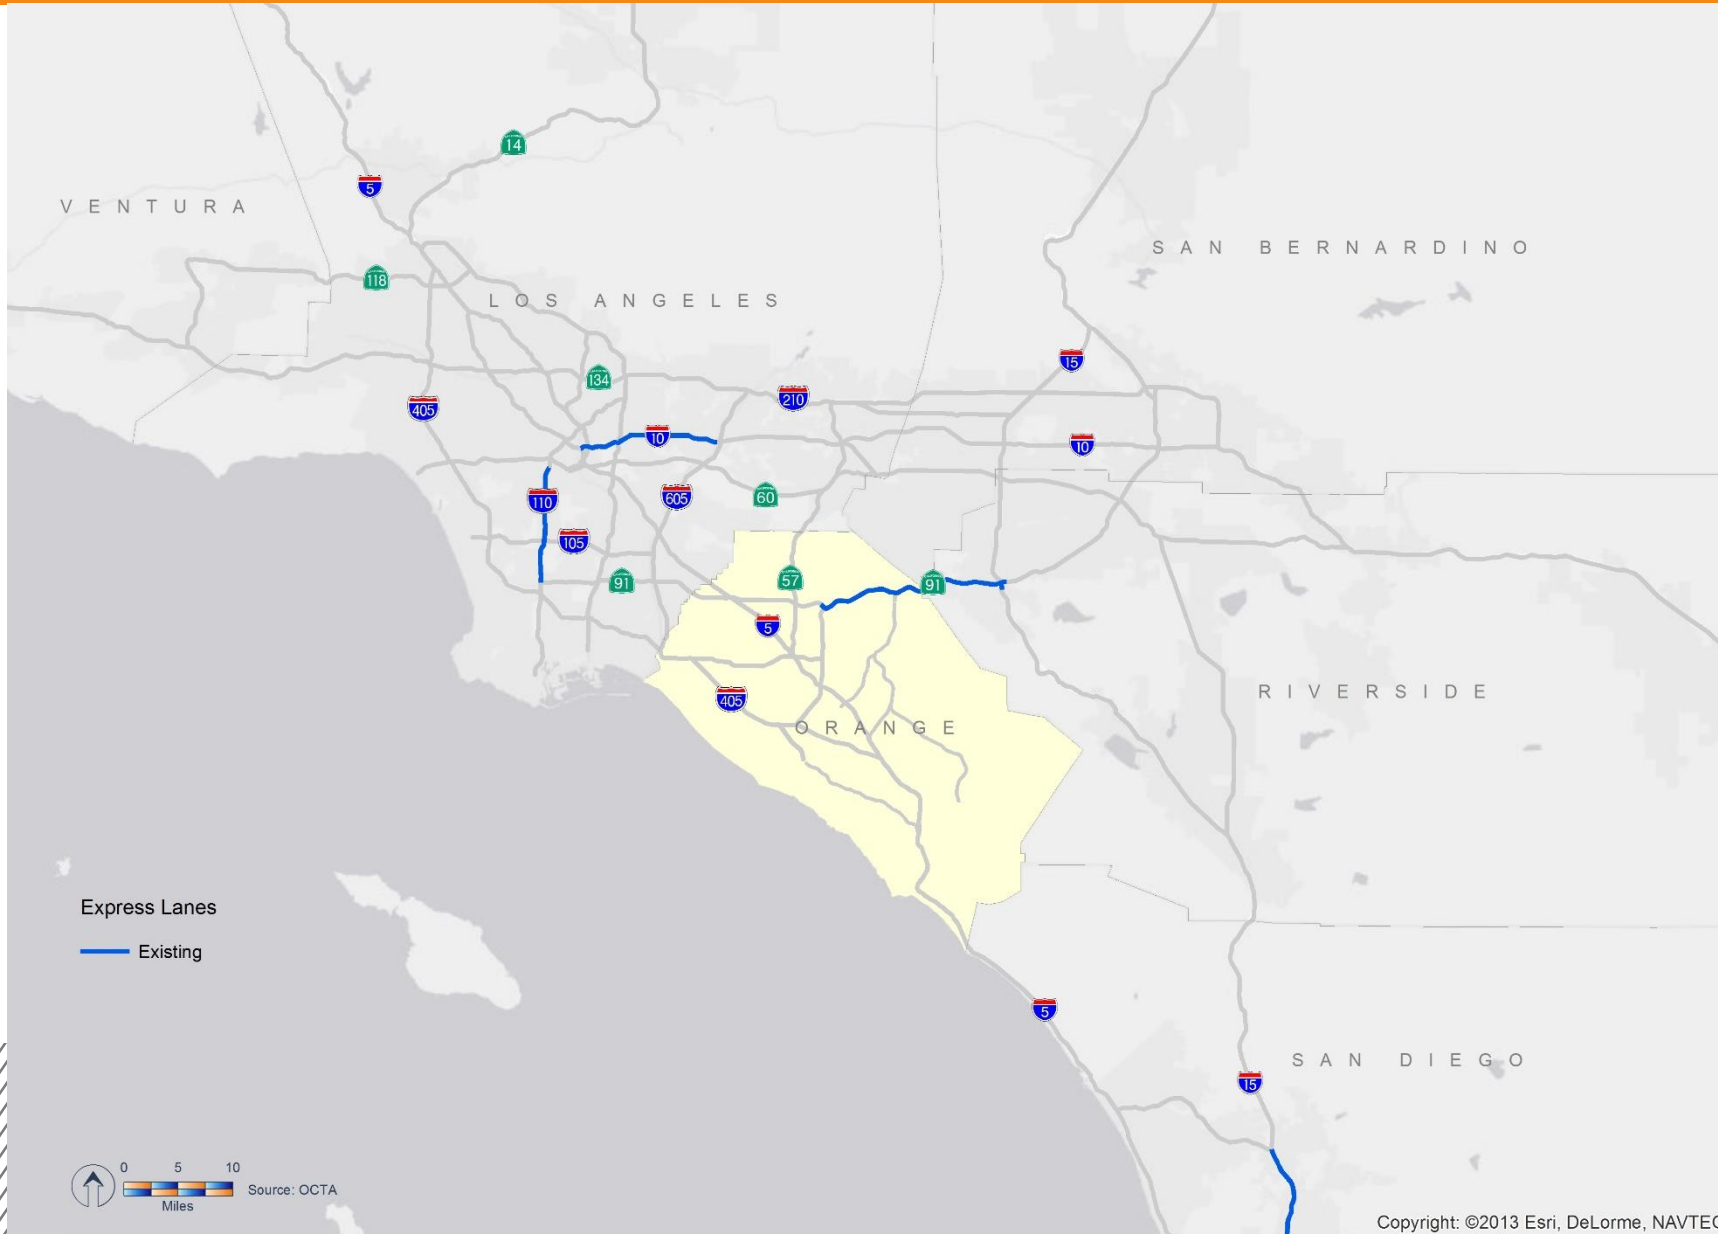 14
5
VENTURA
SAN BERNARDINO
118
LOS ANGELES
15
134
210
405
10
10
110
605
60
105
91
57
91
5
RIVERSIDE
405
ORANGE
Express Lanes
Existing
5
SAN DIEGO
15
0 5 10
Miles
Source: OCTA
Copyright: ©2013 Esri, DeLorme, NAVTEQ